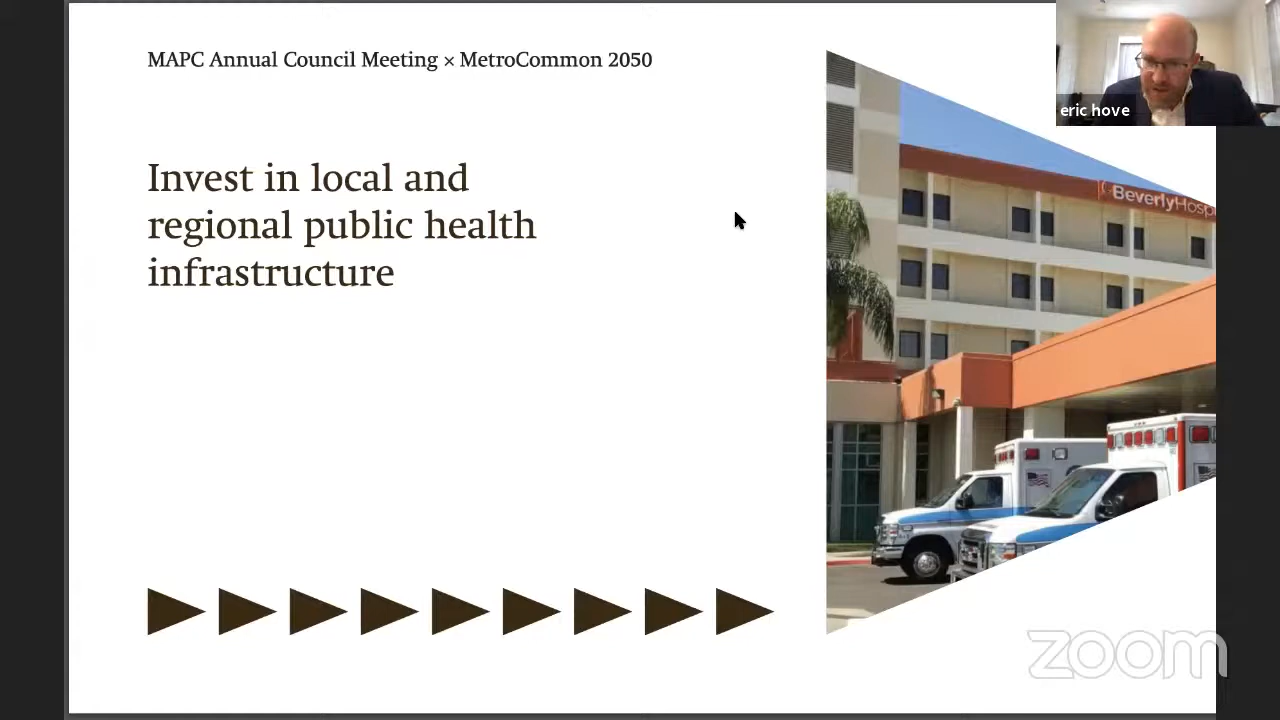 MAPC Annual Council Meeting × MetroCommon 2050
eric hove
Invest in local and
regional public health
infrastructure
BeverlyHosp
zoom